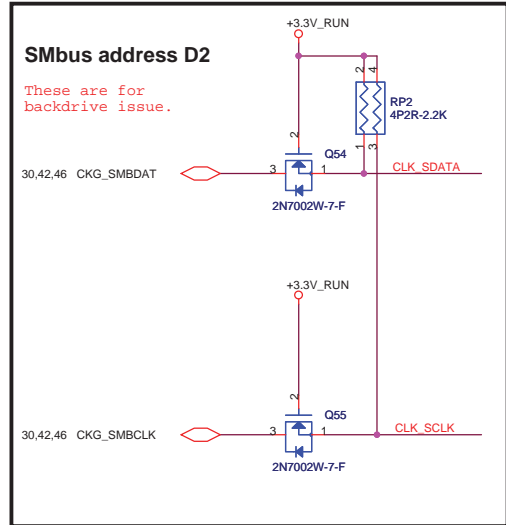 +3.3V_RUN
SMbus address D2
These are for
backdrive issue.
2 4
RP2
4P2R-2.2K
2
1 3
Q54
30,42,46 CKG_SMBDAT
3 1
CLK_SDATA
2N7002W-7-F
+3.3V_RUN
2
Q55
30,42,46 CKG_SMBCLK
3 1
CLK_SCLK
2N7002W-7-F